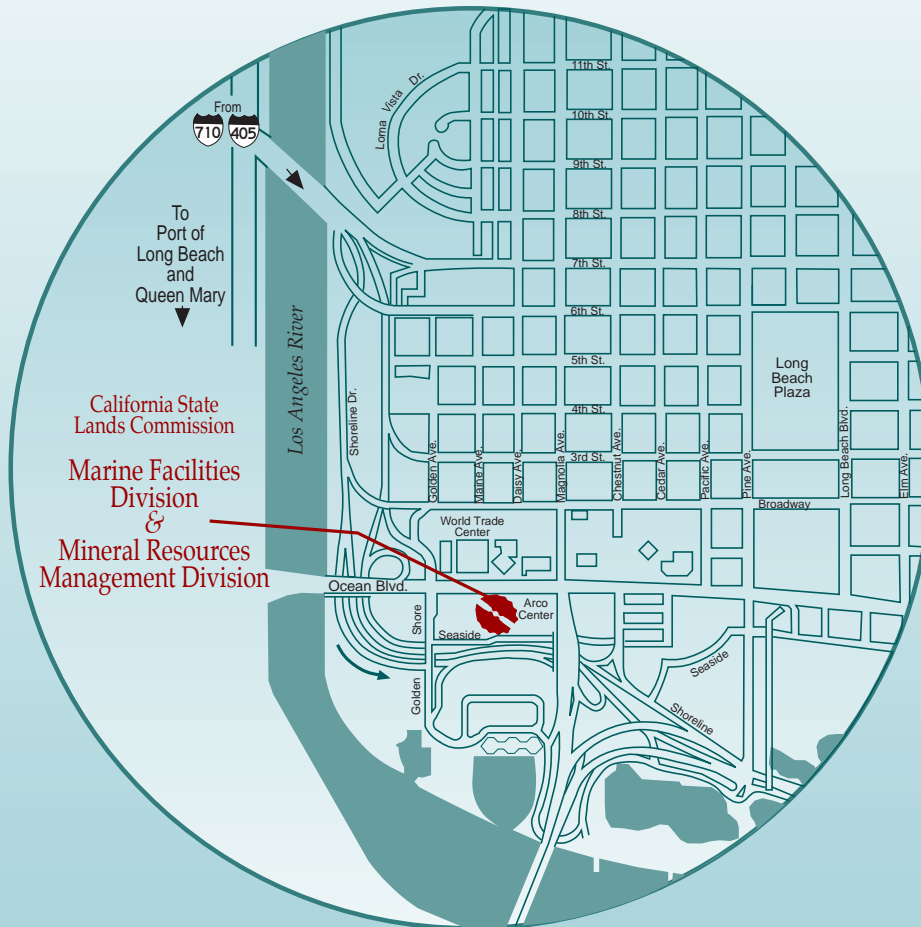 From
710 405
To
Port of
Long Beach
and
Queen Mary
California State
Lands Commission
Marine Facilities
Division
&
Mineral Resources
Management Division
Los Angeles River
Loma Vista Dr.
Shoreline Dr.
11th St.
10th St.
9th St.
8th St.
7th St.
6th St.
5th St.
4th St.
3rd St.
Long
Beach
Plaza
Golden Ave.
Maine Ave.
Daisy Ave.
Magnolia Ave.
Chestnut Ave.
Cedar Ave.
Pacific Ave.
Pine Ave.
Long Beach Blvd.
Elm Ave.
Broadway
World Trade
Center
Ocean Blvd.
Arco
Center
Golden Shore
Seaside
Seaside
Shoreline